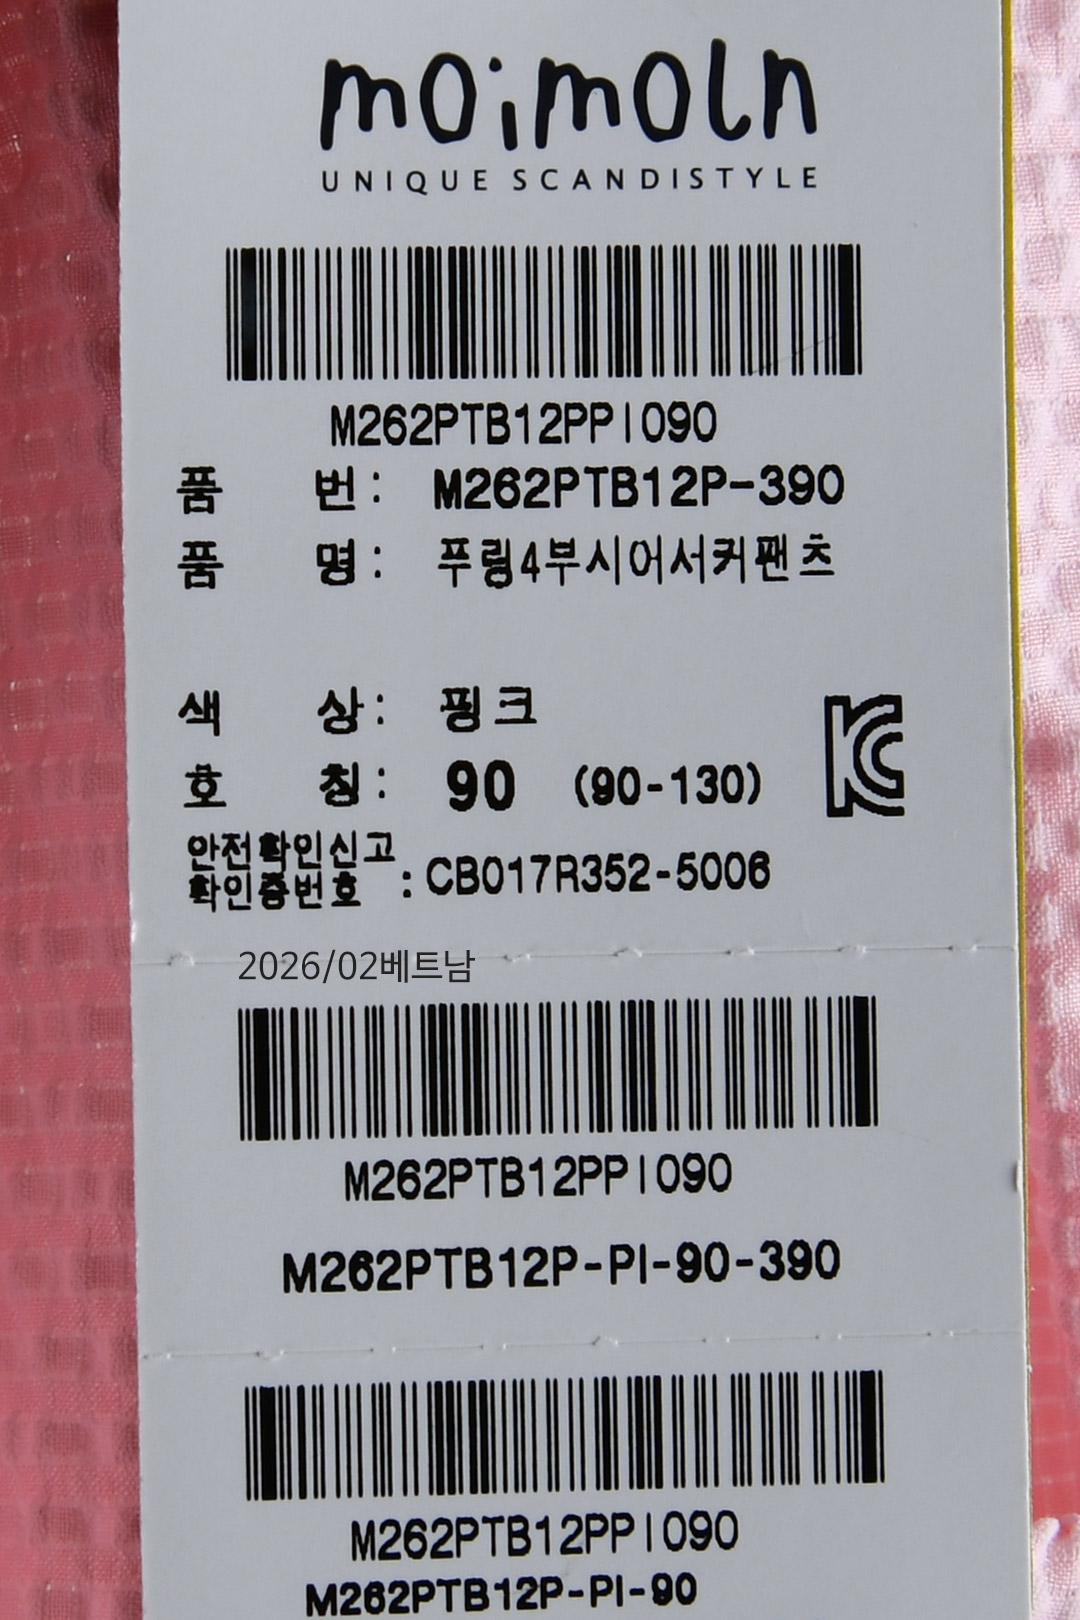 moimoln
UNIQUE SCANDISTYLE
M262PTB12PPI090
품 번 : M262PTB12P-390
품 명 : 푸링4부시어서커팬츠
색 상 : 핑크
호 칭 : 90 (90-130)
안전확인신고
확인증번호 : CB017R352-5006
2026/02베트남
M262PTB12PPI090
M262PTB12P-PI-90-390
M262PTB12PPI090
M262PTB12P-PI-90